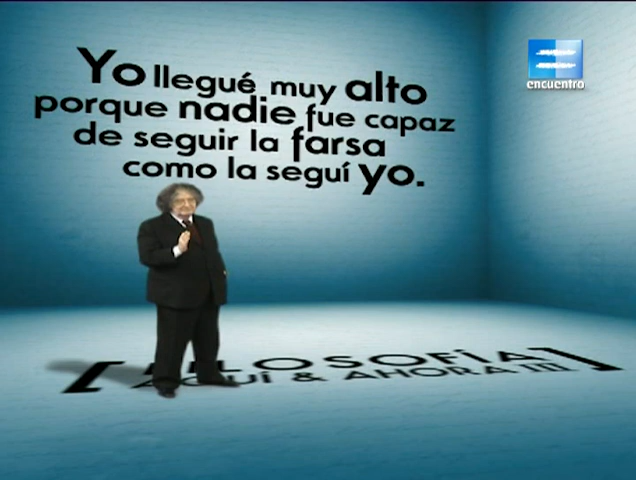 Yo llegué muy alto
porque nadie fue capaz
de seguir la farsa
como la seguí yo.
encuentro
[ FILOSOFÍA
AQUÍ & AHORA III ]